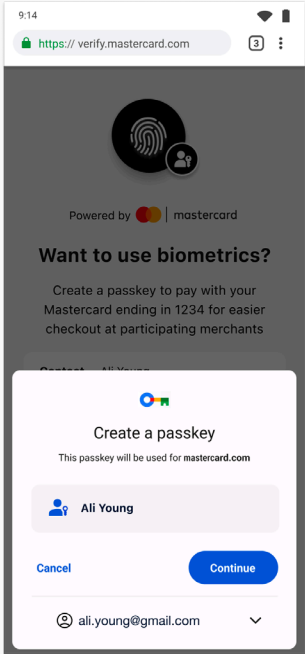 9:14
https:// verify.mastercard.com
3
Powered by mastercard
Want to use biometrics?
Create a passkey to pay with your
Mastercard ending in 1234 for easier
checkout at participating merchants
Contact Ali Young
Create a passkey
This passkey will be used for mastercard.com
Ali Young
Cancel
Continue
ali.young@gmail.com